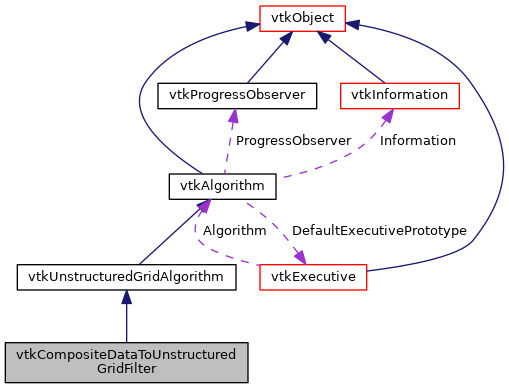 vtkObject
vtkProgressObserver
vtkInformation
ProgressObserver
Information
vtkAlgorithm
Algorithm
DefaultExecutivePrototype
vtkUnstructuredGridAlgorithm
vtkExecutive
vtkCompositeDataToUnstructured
GridFilter